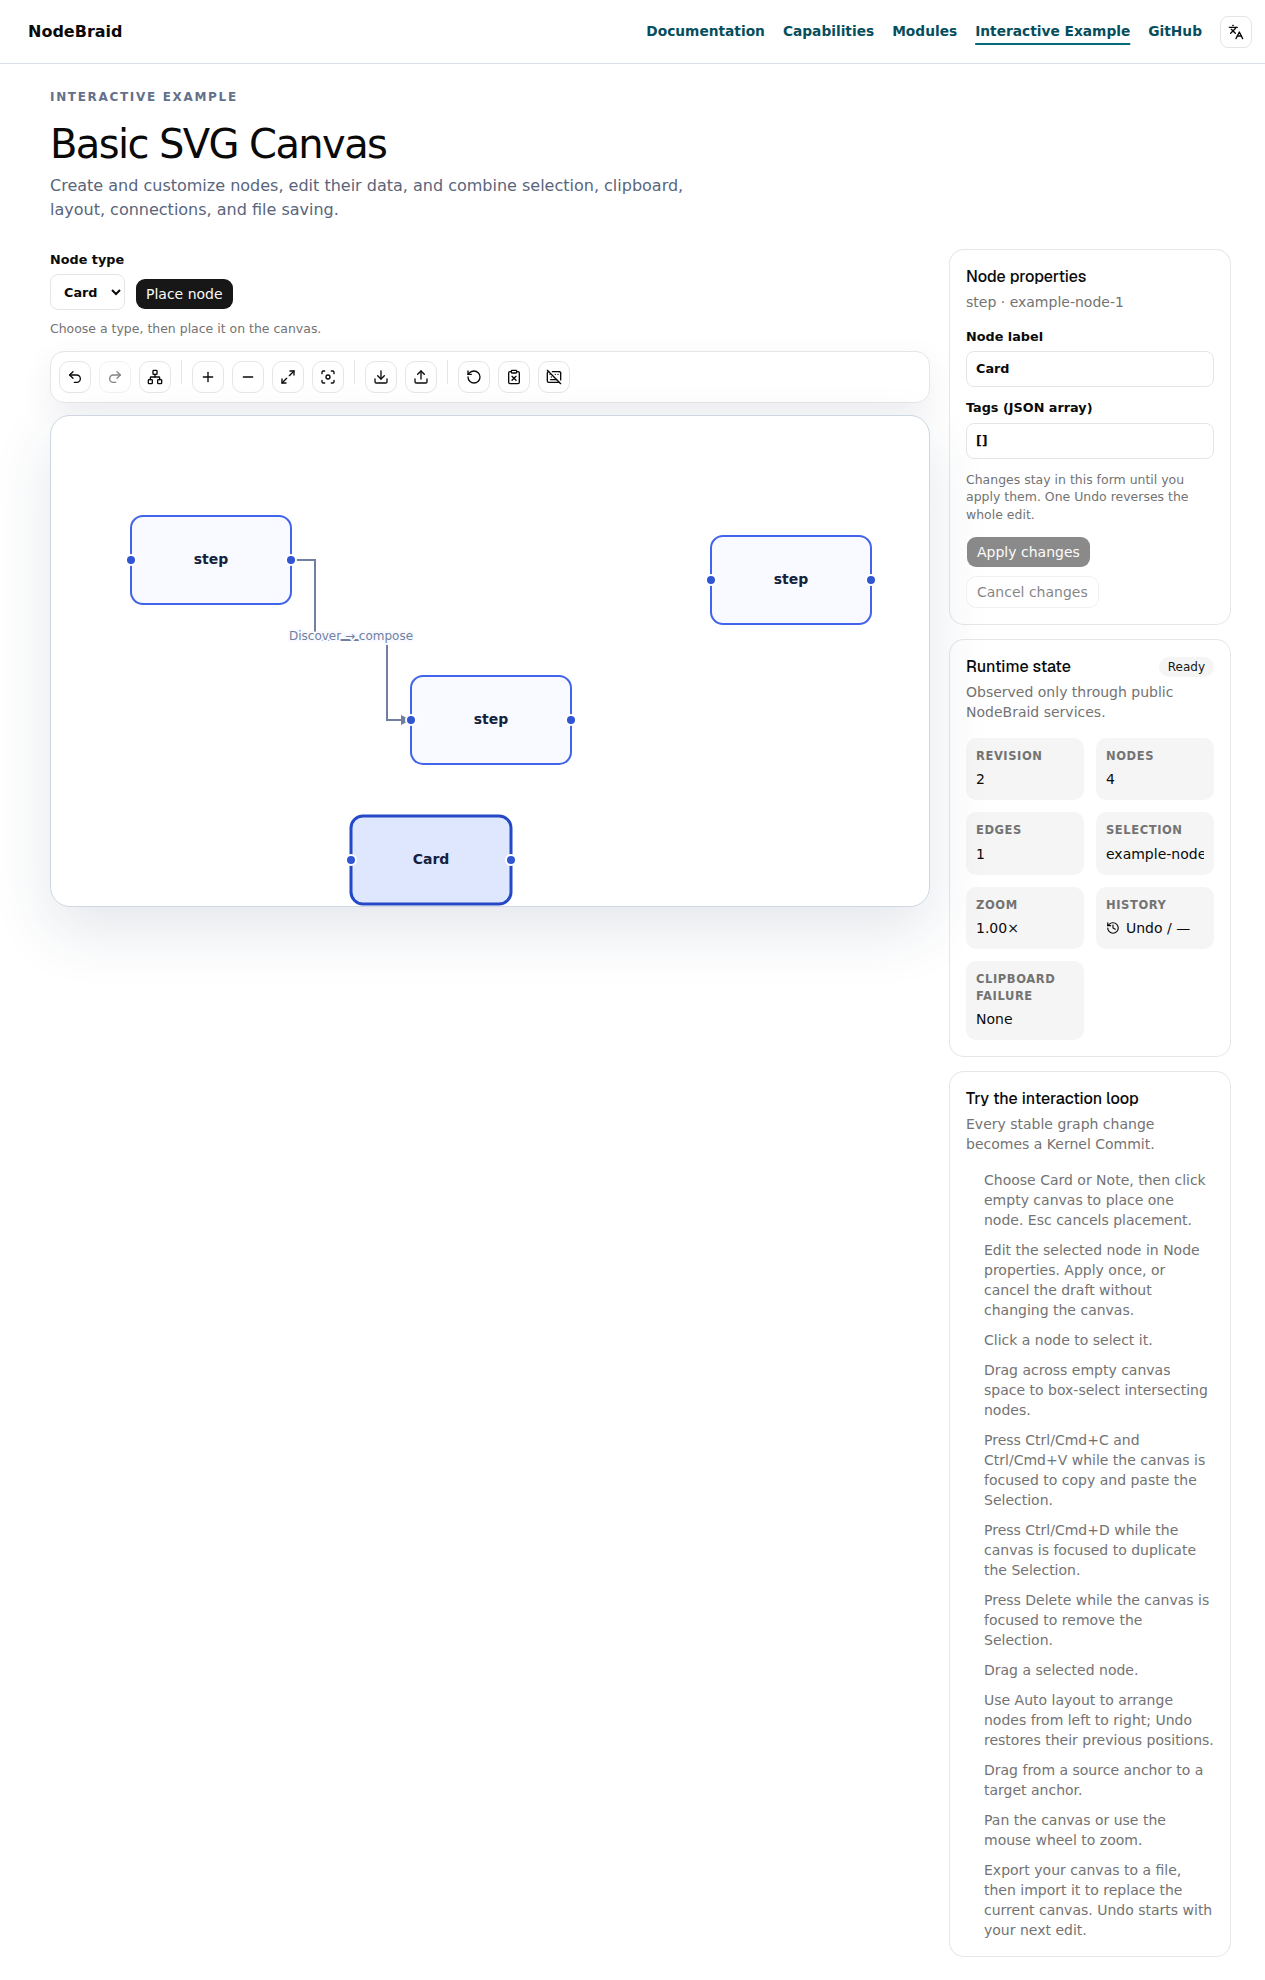 NodeBraid
Documentation
Capabilities
Modules
Interactive Example
GitHub
INTERACTIVE EXAMPLE
Basic SVG Canvas
Create and customize nodes, edit their data, and combine selection, clipboard,
layout, connections, and file saving.
Node type
Card
Place node
Choose a type, then place it on the canvas.
step
step
Discover → compose
step
Card
Node properties
step · example-node-1
Node label
Card
Tags (JSON array)
[]
Changes stay in this form until you
apply them. One Undo reverses the
whole edit.
Apply changes
Cancel changes
Runtime state
Ready
Observed only through public
NodeBraid services.
REVISION
2
NODES
4
EDGES
1
SELECTION
example-node
ZOOM
1.00×
HISTORY
Undo / —
CLIPBOARD
FAILURE
None
Try the interaction loop
Every stable graph change
becomes a Kernel Commit.
Choose Card or Note, then click
empty canvas to place one
node. Esc cancels placement.
Edit the selected node in Node
properties. Apply once, or
cancel the draft without
changing the canvas.
Click a node to select it.
Drag across empty canvas
space to box-select intersecting
nodes.
Press Ctrl/Cmd+C and
Ctrl/Cmd+V while the canvas is
focused to copy and paste the
Selection.
Press Ctrl/Cmd+D while the
canvas is focused to duplicate
the Selection.
Press Delete while the canvas is
focused to remove the
Selection.
Drag a selected node.
Use Auto layout to arrange
nodes from left to right; Undo
restores their previous positions.
Drag from a source anchor to a
target anchor.
Pan the canvas or use the
mouse wheel to zoom.
Export your canvas to a file,
then import it to replace the
current canvas. Undo starts with
your next edit.